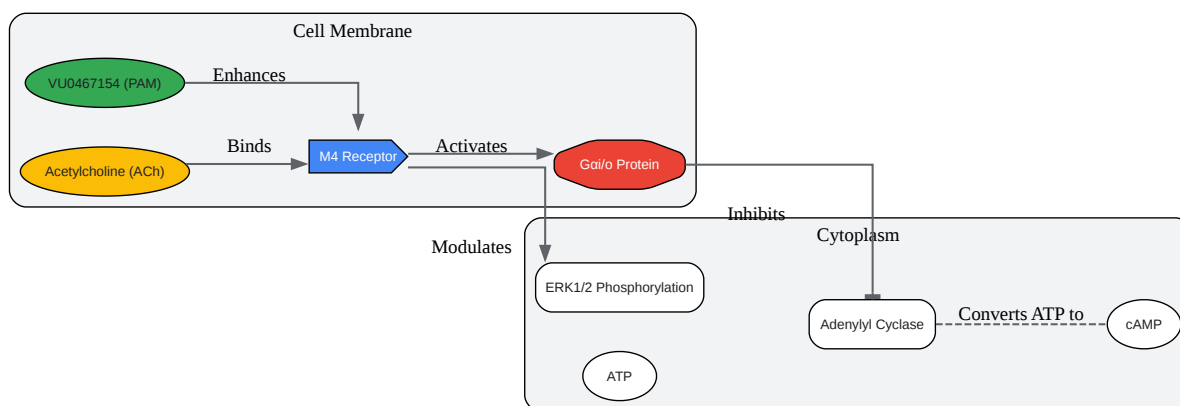 Cell Membrane
VU0467154 (PAM)
Enhances
Acetylcholine (ACh)
Binds
M4 Receptor
Activates
Gαi/o Protein
Inhibits
Modulates
Cytoplasm
ERK1/2 Phosphorylation
Adenylyl Cyclase
Converts ATP to
cAMP
ATP